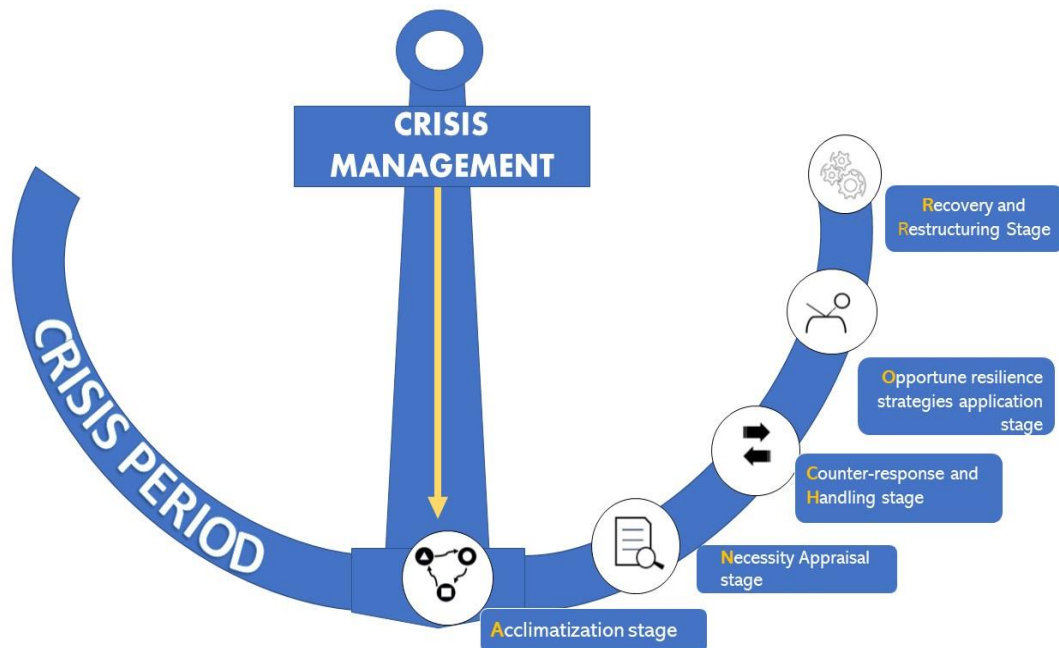 CRISIS
MANAGEMENT
CRISIS PERIOD
Recovery and
Restructuring Stage
Opportune resilience
strategies application
stage
Counter-response and
Handling stage
Necessity Appraisal
stage
Acclimatization stage